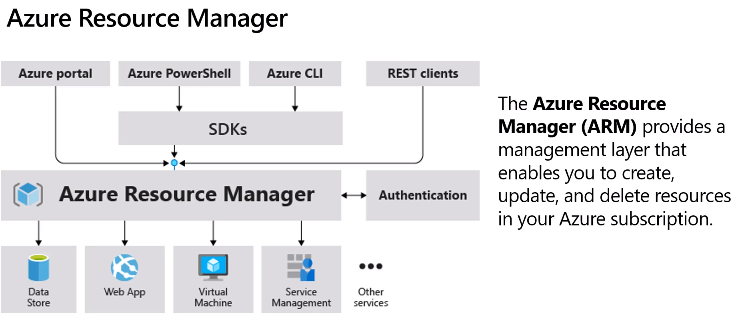 Azure Resource Manager
Azure portal
Azure PowerShell
Azure CLI
REST clients
SDKs
Azure Resource Manager
Authentication
Data
Store
Web App
Virtual
Machine
Service
Management
Other
services
The Azure Resource
Manager (ARM) provides a
management layer that
enables you to create,
update, and delete resources
in your Azure subscription.